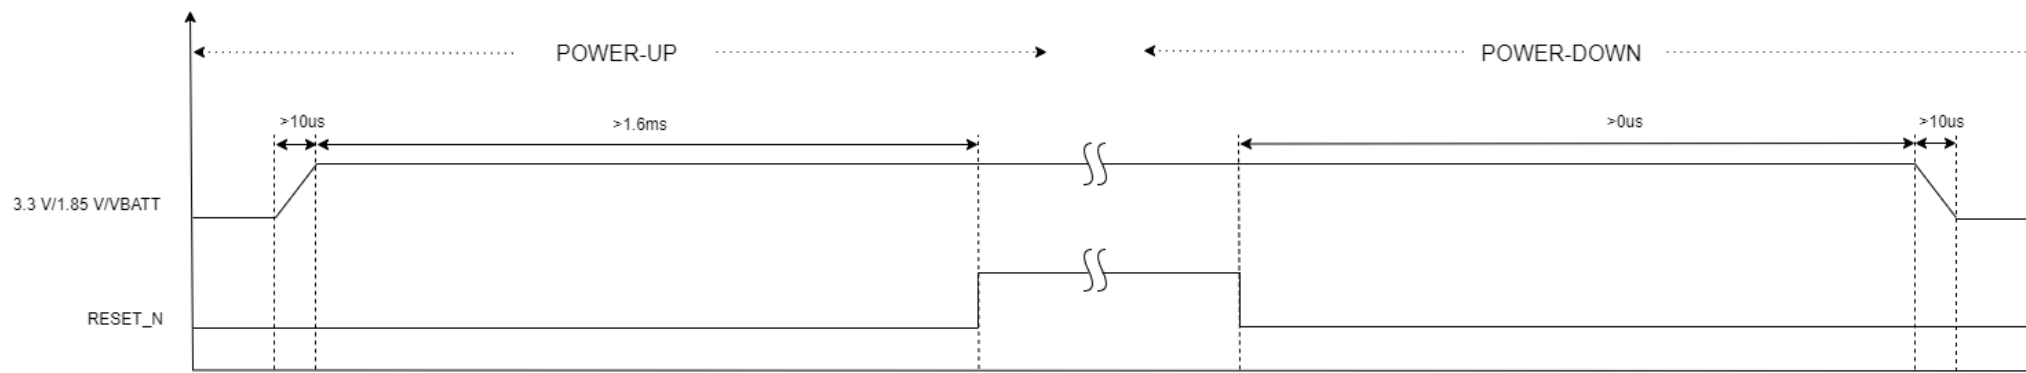 POWER-UP
POWER-DOWN
>10us
>1.6ms
>0us
>10us
3.3 V/1.85 V/VBATT
RESET_N